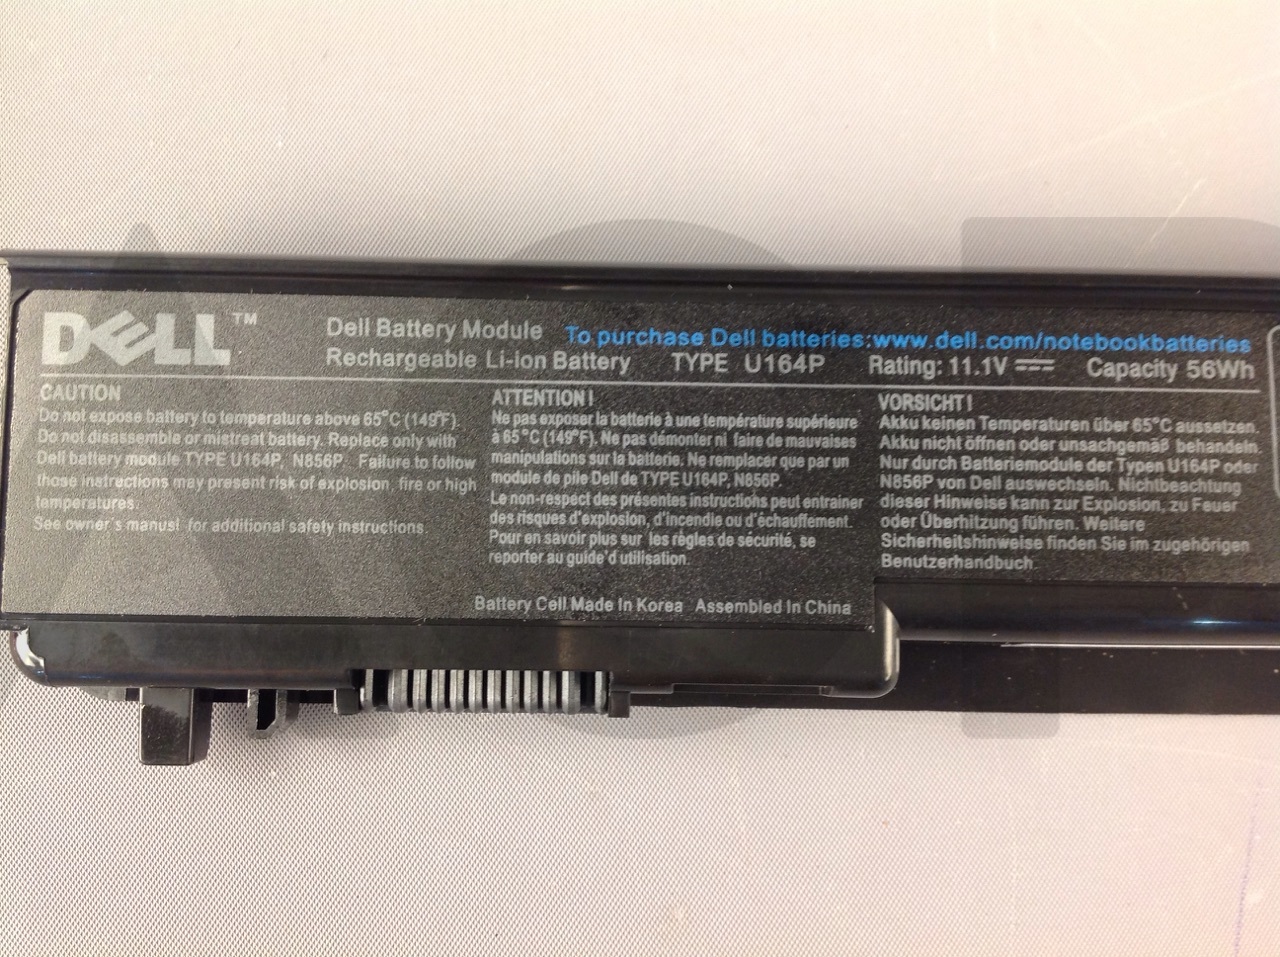 DELL™
Dell Battery Module To purchase Dell batteries:www.dell.com/notebookbatteries
Rechargeable Li-ion Battery TYPE U164P Rating: 11.1V ⎓ Capacity 56Wh
CAUTION
Do not expose battery to temperature above 65°C (149°F).
Do not disassemble or mistreat battery. Replace only with
Dell battery module TYPE U164P, N856P. Failure to follow
those instructions may present risk of explosion, fire or high
temperatures.
See owner's manusl for additional safety instructions.
ATTENTION!
Ne pas exposer la batterie à une température supérieure
à 65°C (149°F). Ne pas démonter ni faire de mauvaises
manipulations sur la batterie. Ne remplacer que par un
module de pile Dell de TYPE U164P, N856P.
Le non-respect des présentes instructions peut entrainer
des risques d'explosion, d'incendie ou d'échauffement.
Pour en savoir plus sur les règles de sécurité, se
reporter au guide'd utilisation.
VORSICHT!
Akku keinen Temperaturen über 65°C aussetzen.
Akku nicht öffnen oder unsachgemäß behandeln.
Nur durch Batteriemodule der Typen U164P oder
N856P von Dell auswechseln. Nichtbeachtung
dieser Hinweise kann zur Explosion, zu Feuer
oder Überhitzung führen. Weitere
Sicherheitshinweise finden Sie im zugehörigen
Benutzerhandbuch.
Battery Cell Made In Korea Assembled In China